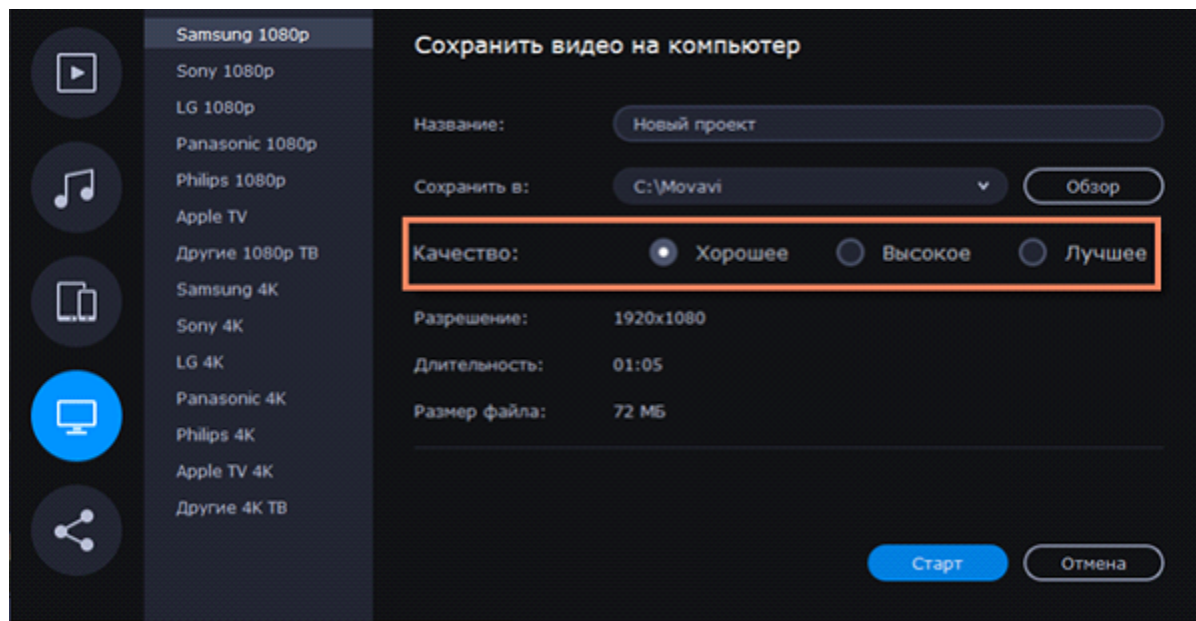 Samsung 1080p
Sony 1080p
LG 1080p
Panasonic 1080p
Philips 1080p
Apple TV
Другие 1080p ТВ
Samsung 4K
Sony 4K
LG 4K
Panasonic 4K
Philips 4K
Apple TV 4K
Другие 4K ТВ
Сохранить видео на компьютер
Название: Новый проект
Сохранить в: C:\Movavi Обзор
Качество: Хорошее Высокое Лучшее
Разрешение: 1920x1080
Длительность: 01:05
Размер файла: 72 МБ
Старт Отмена